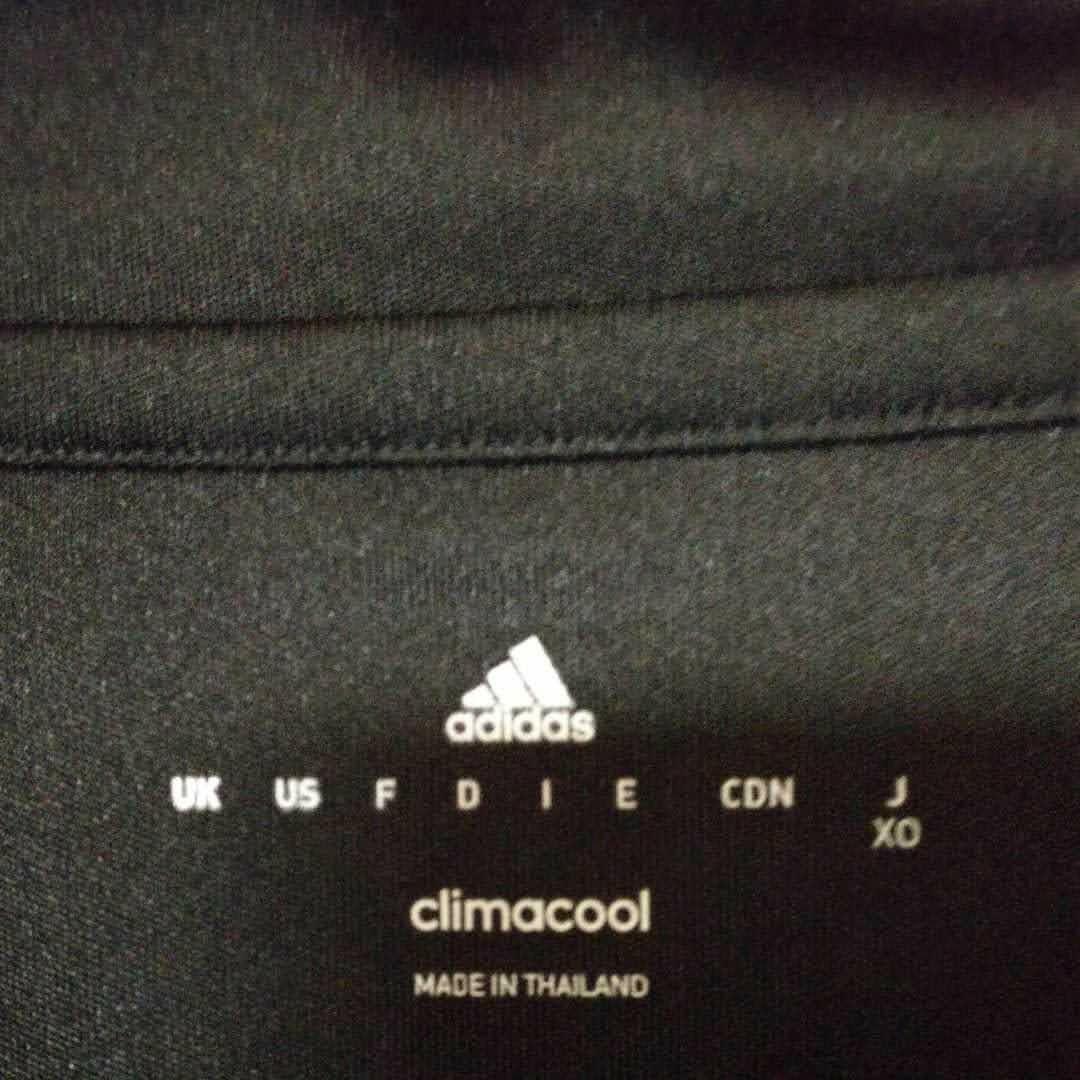 adidas
UK US F D I E CDN J
XO
climacool
MADE IN THAILAND